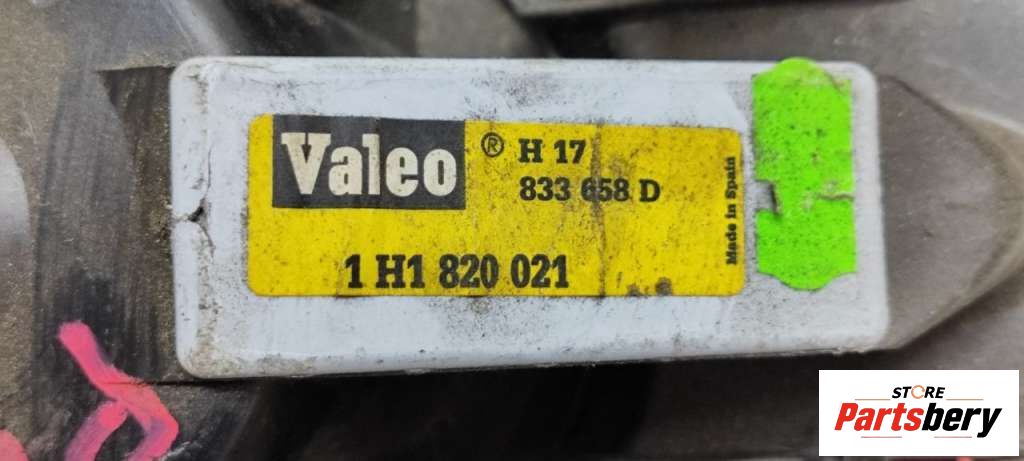 Valeo ® H 17
833 658 D
1 H1 820 021
Made in Spain
STORE
Partsbery